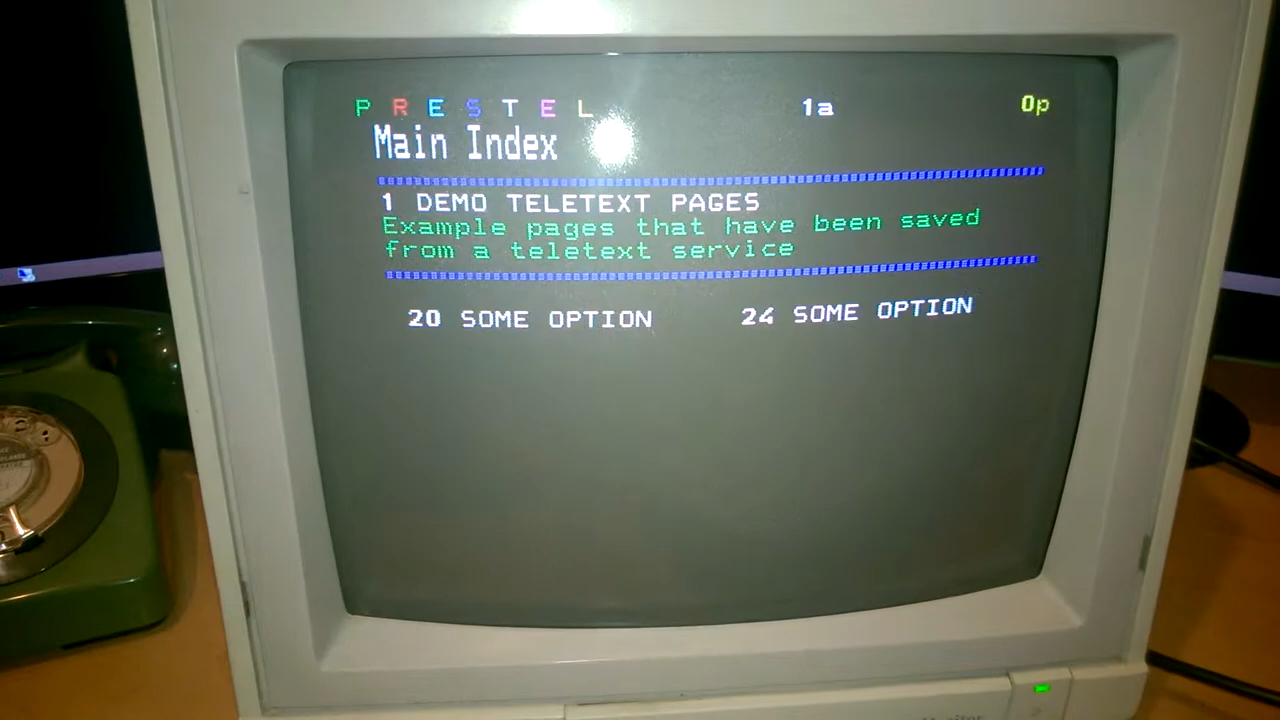 P R E S T E L 1a 0p
Main Index
1 DEMO TELETEXT PAGES
Example pages that have been saved
from a teletext service
20 SOME OPTION 24 SOME OPTION